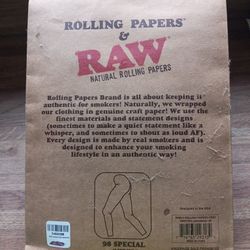 ROLLING PAPERS
&
RAW
NATURAL ROLLING PAPERS
Rolling Papers Brand is all about keeping it
authentic for smokers! Naturally, we wrapped
our clothing in genuine craft paper! We use the
finest materials and statement designs
(sometimes to make a quiet statement like a
whisper, and sometimes to shout as loud AF).
Every design is made by real smokers and is
designed to enhance your smoking
lifestyle in an authentic way!
98 SPECIAL